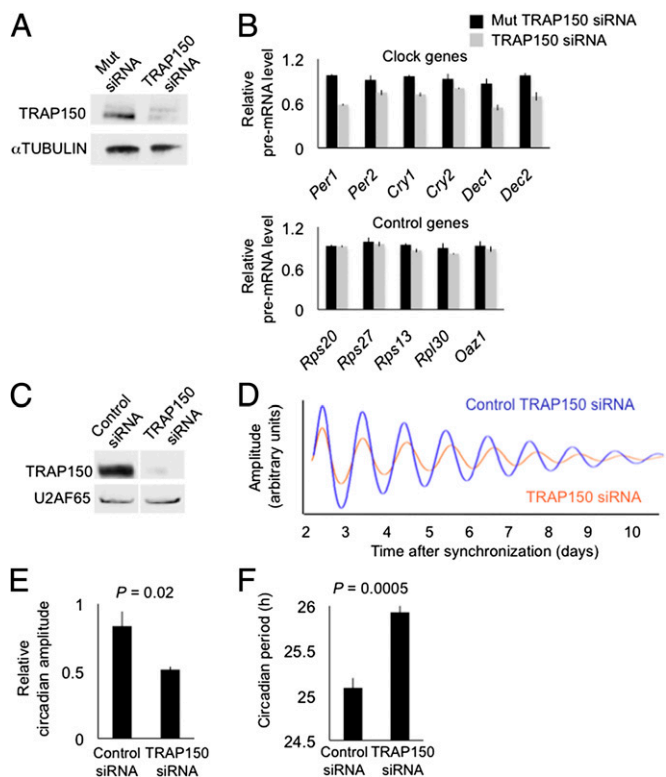 A
Mut
siRNA
TRAP150
siRNA
TRAP150
αTUBULIN
B
Mut TRAP150 siRNA
TRAP150 siRNA
Clock genes
Relative
pre-mRNA level
1.2
0.6
0
Per1
Per2
Cry1
Cry2
Dec1
Dec2
Control genes
Relative
pre-mRNA level
1.2
0.6
0
Rps20
Rps27
Rps13
Rpl30
Oaz1
C
Control
siRNA
TRAP150
siRNA
TRAP150
U2AF65
D
Control TRAP150 siRNA
Amplitude
(arbitrary units)
TRAP150 siRNA
2 3 4 5 6 7 8 9 10
Time after synchronization (days)
E
P = 0.02
Relative
circadian amplitude
1
0.5
0
Control
siRNA
TRAP150
siRNA
F
P = 0.0005
Circadian period (h)
26
25.5
25
24.5
Control
siRNA
TRAP150
siRNA